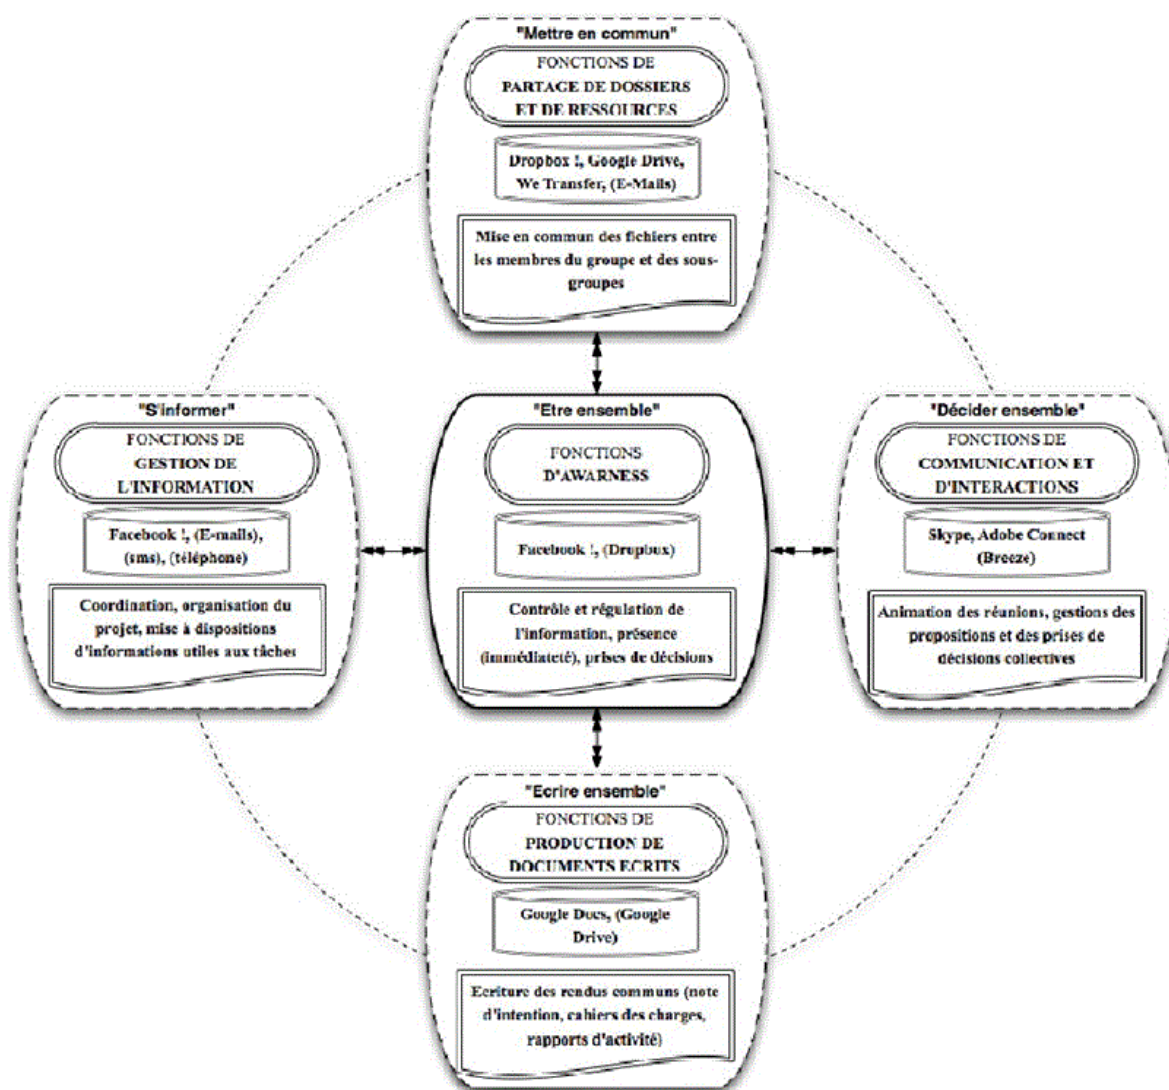 "Mettre en commun"
FONCTIONS DE
PARTAGE DE DOSSIERS
ET DE RESSOURCES
Dropbox !, Google Drive,
We Transfer, (E-Mails)
Mise en commun des fichiers entre
les membres du groupe et des sous-
groupes
"S'informer"
FONCTIONS DE
GESTION DE
L'INFORMATION
Facebook !, (E-mails),
(sms), (téléphone)
Coordination, organisation du
projet, mise à dispositions
d'informations utiles aux tâches
"Etre ensemble"
FONCTIONS
D'AWARNESS
Facebook !, (Dropbox)
Contrôle et régulation de
l'information, présence
(immédiateté), prises de décisions
"Décider ensemble"
FONCTIONS DE
COMMUNICATION ET
D'INTERACTIONS
Skype, Adobe Connect
(Breeze)
Animation des réunions, gestions des
propositions et des prises de
décisions collectives
"Ecrire ensemble"
FONCTIONS DE
PRODUCTION DE
DOCUMENTS ECRITS
Google Docs, (Google
Drive)
Ecriture des rendus communs (note
d'intention, cahiers des charges,
rapports d'activité)